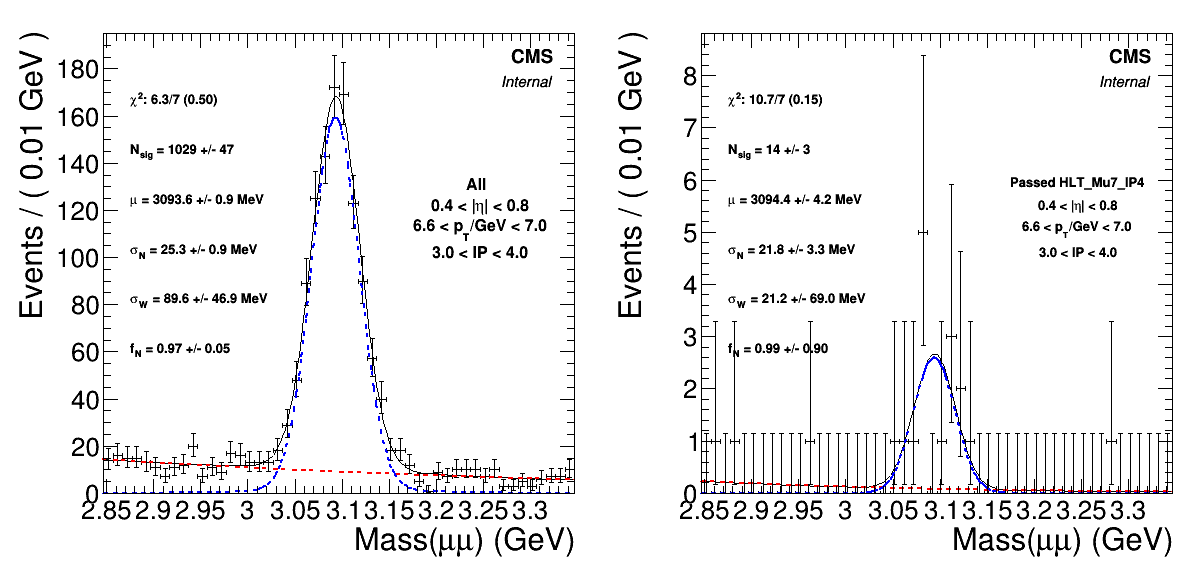 Events / ( 0.01 GeV )
180
160
140
120
100
80
60
40
20
0
CMS
Internal
χ²: 6.3/7 (0.50)
N_sig = 1029 +/- 47
μ = 3093.6 +/- 0.9 MeV
σ_N = 25.3 +/- 0.9 MeV
σ_W = 89.6 +/- 46.9 MeV
f_N = 0.97 +/- 0.05
All
0.4 < |η| < 0.8
6.6 < p_T/GeV < 7.0
3.0 < IP < 4.0
2.85 2.9 2.95 3 3.05 3.1 3.15 3.2 3.25 3.3
Mass(μμ) (GeV)
Events / ( 0.01 GeV )
8
7
6
5
4
3
2
1
0
CMS
Internal
χ²: 10.7/7 (0.15)
N_sig = 14 +/- 3
μ = 3094.4 +/- 4.2 MeV
σ_N = 21.8 +/- 3.3 MeV
σ_W = 21.2 +/- 69.0 MeV
f_N = 0.99 +/- 0.90
Passed HLT_Mu7_IP4
0.4 < |η| < 0.8
6.6 < p_T/GeV < 7.0
3.0 < IP < 4.0
2.85 2.9 2.95 3 3.05 3.1 3.15 3.2 3.25 3.3
Mass(μμ) (GeV)